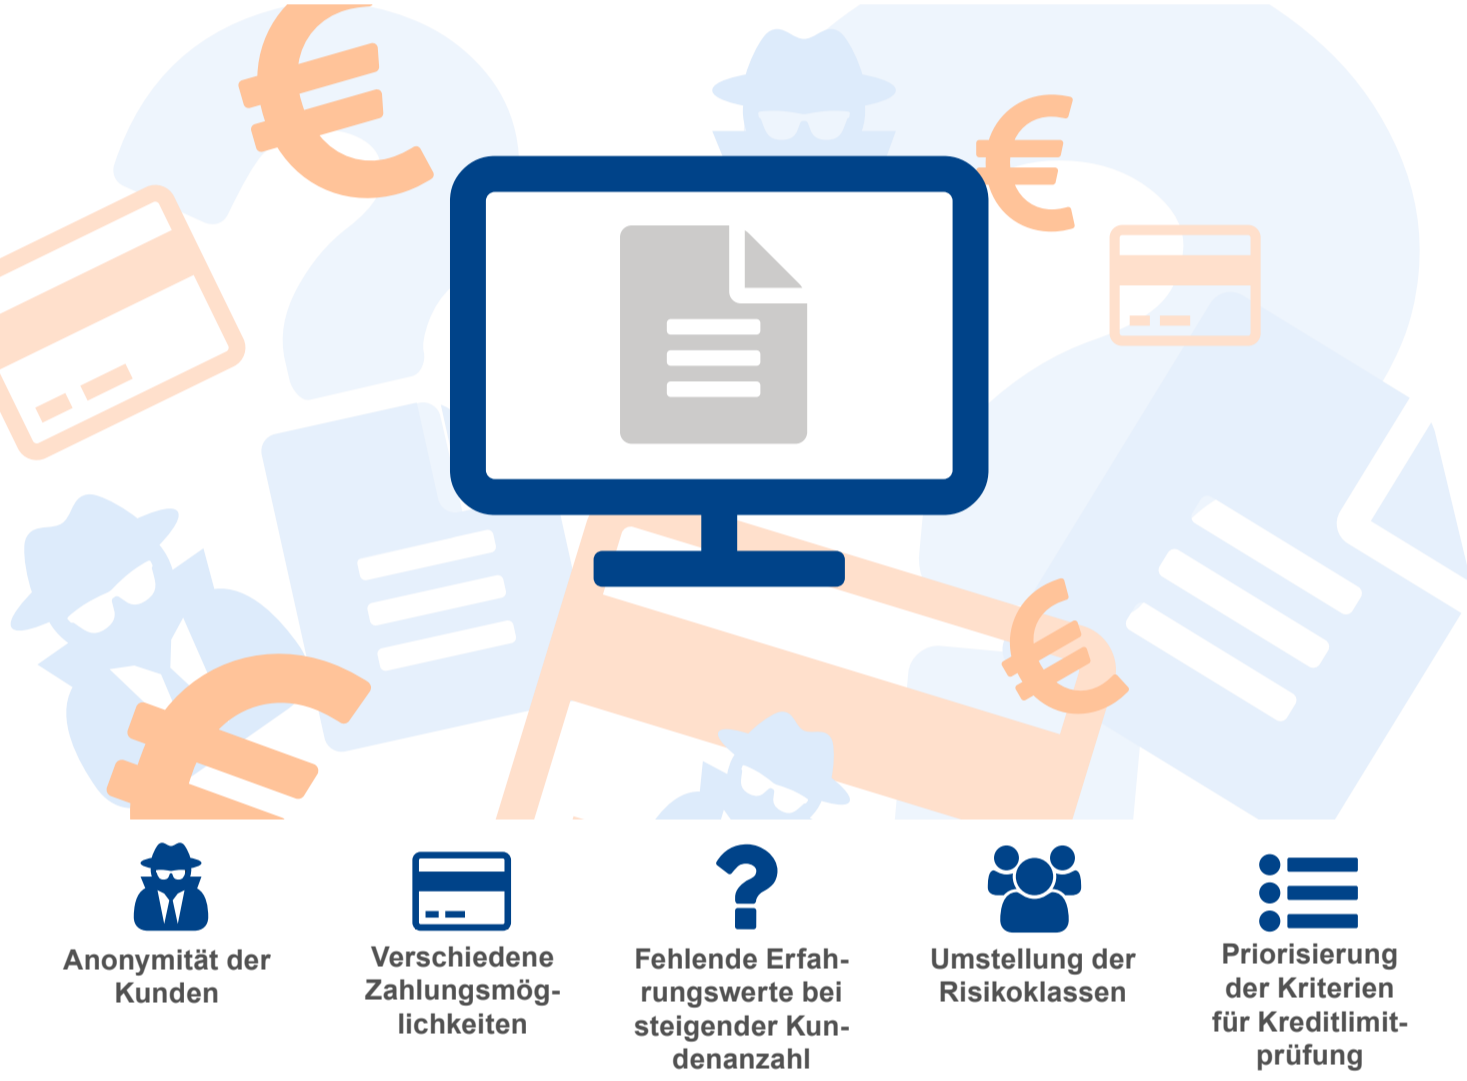 Anonymität der
Kunden
Verschiedene
Zahlungsmög-
lichkeiten
Fehlende Erfah-
rungswerte bei
steigender Kun-
denanzahl
Umstellung der
Risikoklassen
Priorisierung
der Kriterien
für Kreditlimit-
prüfung